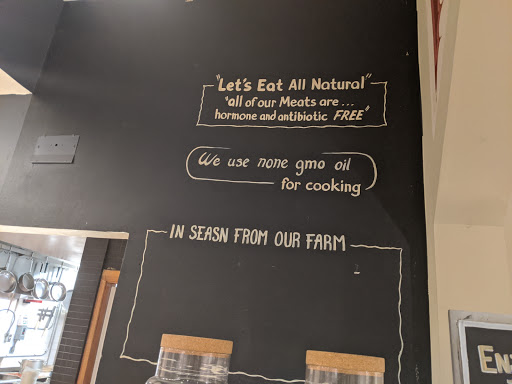 "Let's Eat All Natural"
"all of our Meats are...
hormone and antibiotic FREE"
We use none gmo oil
for cooking
IN SEASN FROM OUR FARM